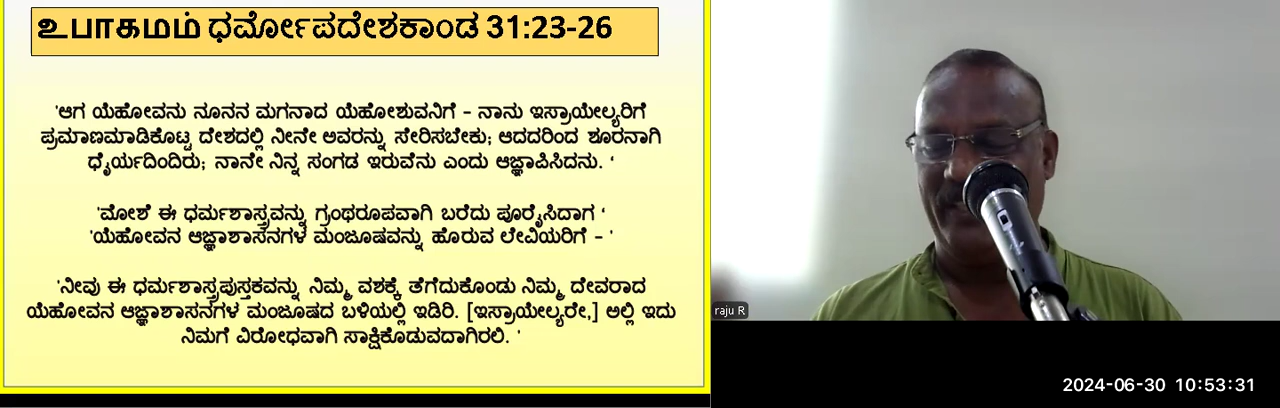 உபாகமம் ಧರ್ಮೋಪದೇಶಕಾಂಡ 31:23-26
'ಆಗ ಯೆಹೋವನು ನೂನನ ಮಗನಾದ ಯೆಹೋಶುವನಿಗೆ - ನಾನು ಇಸ್ರಾಯೇಲ್ಯರಿಗೆ
ಪ್ರಮಾಣಮಾಡಿಕೊಟ್ಟ ದೇಶದಲ್ಲಿ ನೀನೇ ಅವರನ್ನು ಸೇರಿಸಬೇಕು; ಆದದರಿಂದ ಶೂರನಾಗಿ
ಧೈರ್ಯದಿಂದಿರು; ನಾನೇ ನಿನ್ನ ಸಂಗಡ ಇರುವೆನು ಎಂದು ಆಜ್ಞಾಪಿಸಿದನು. '
'ಮೋಶೆ ಈ ಧರ್ಮಶಾಸ್ತ್ರವನ್ನು ಗ್ರಂಥರೂಪವಾಗಿ ಬರೆದು ಪೂರೈಸಿದಾಗ '
'ಯೆಹೋವನ ಆಜ್ಞಾಶಾಸನಗಳ ಮಂಜೂಷವನ್ನು ಹೊರುವ ಲೇವಿಯರಿಗೆ - '
'ನೀವು ಈ ಧರ್ಮಶಾಸ್ತ್ರಪುಸ್ತಕವನ್ನು ನಿಮ್ಮ ವಶಕ್ಕೆ ತೆಗೆದುಕೊಂಡು ನಿಮ್ಮ ದೇವರಾದ
ಯೆಹೋವನ ಆಜ್ಞಾಶಾಸನಗಳ ಮಂಜೂಷದ ಬಳಿಯಲ್ಲಿ ಇಡಿರಿ. [ಇಸ್ರಾಯೇಲ್ಯರೇ,] ಅಲ್ಲಿ ಇದು
ನಿಮಗೆ ವಿರೋಧವಾಗಿ ಸಾಕ್ಷಿಕೊಡುವದಾಗಿರಲಿ. '
raju R
2024-06-30 10:53:31